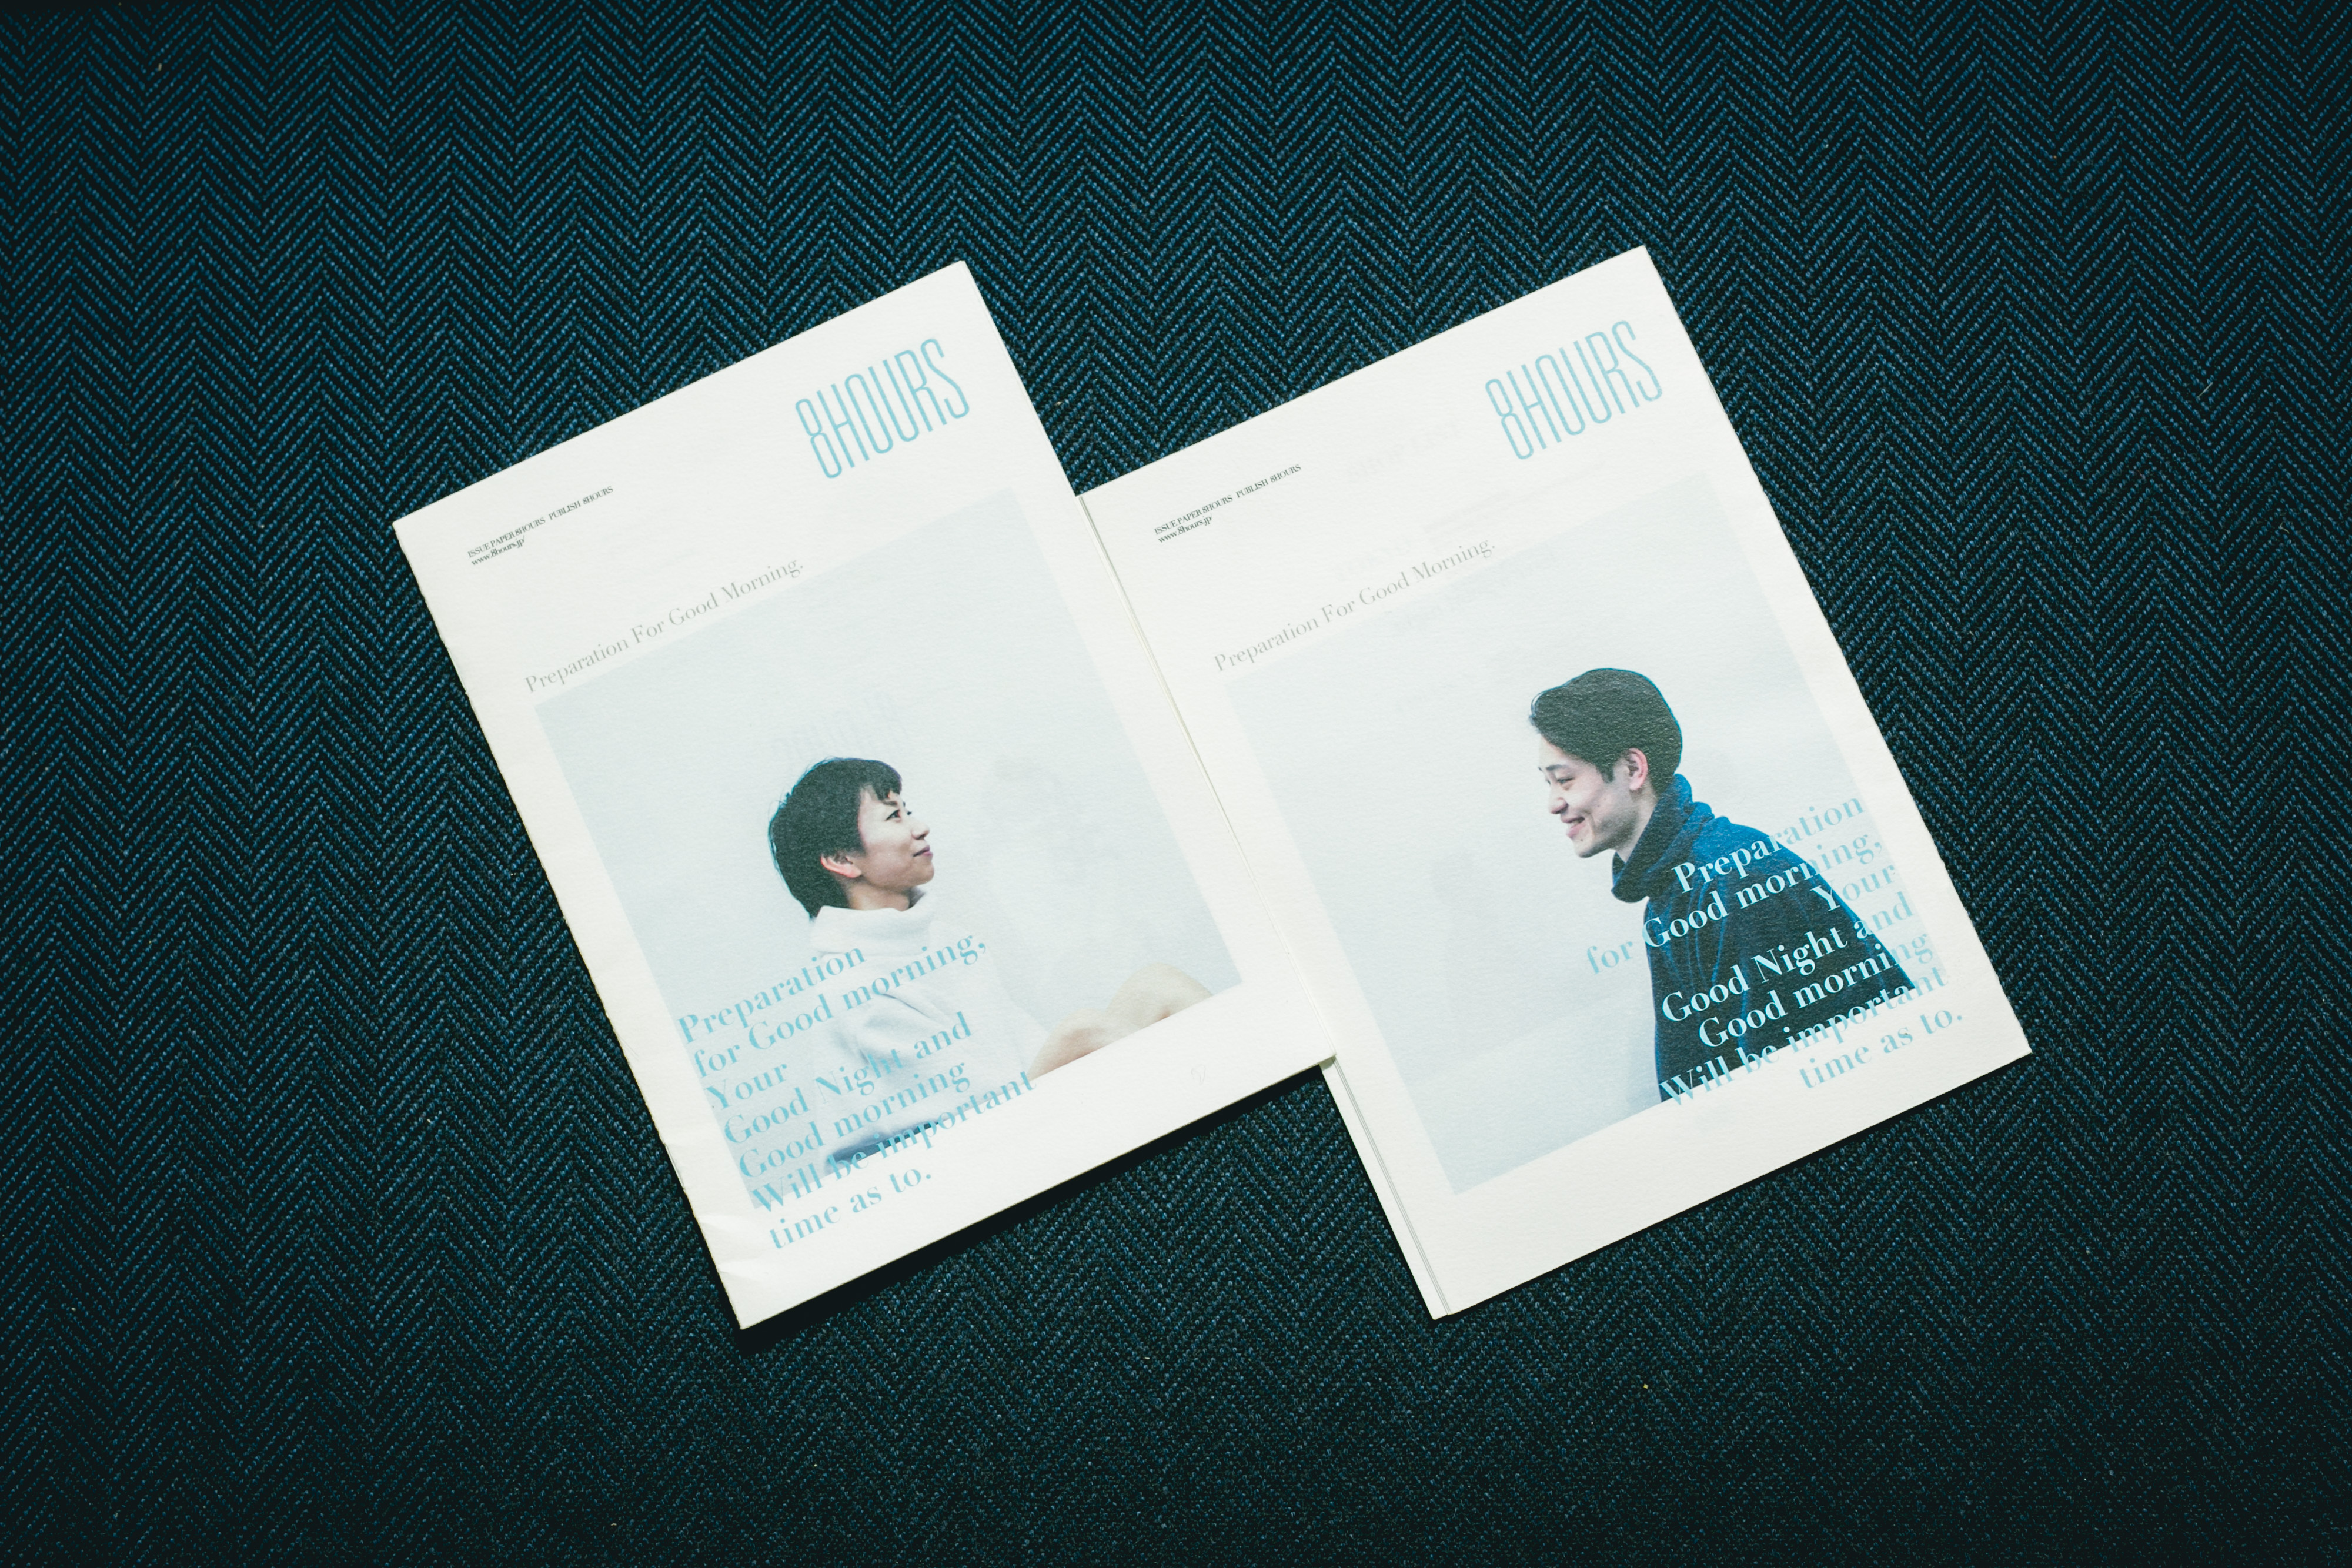 8HOURS
ISSUE PAPER 8HOURS PUBLISH 8HOURS
www.8hours.jp
Preparation For Good Morning.
Preparation
for Good morning,
Your
Good Night and
Good morning
Will be important
time as to.
8HOURS
ISSUE PAPER 8HOURS PUBLISH 8HOURS
www.8hours.jp
Preparation For Good Morning.
Preparation
for Good morning,
Your
Good Night and
Good morning
Will be important
time as to.